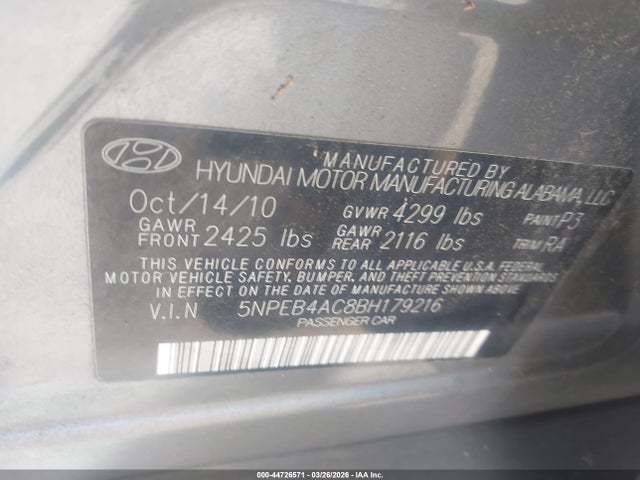 MANUFACTURED BY
HYUNDAI MOTOR MANUFACTURING ALABAMA, LLC
Oct/14/10 GVWR 4299 lbs PAINT P3
GAWR FRONT 2425 lbs GAWR REAR 2116 lbs TRIM RA
THIS VEHICLE CONFORMS TO ALL APPLICABLE U.S.A FEDERAL
MOTOR VEHICLE SAFETY, BUMPER, AND THEFT PREVENTION STANDARDS
IN EFFECT ON THE DATE OF MANUFACTURE SHOWN ABOVE
V.I.N 5NPEB4AC8BH179216
PASSENGER CAR
000-44726571 | 03/26/2026 | IAA Inc.